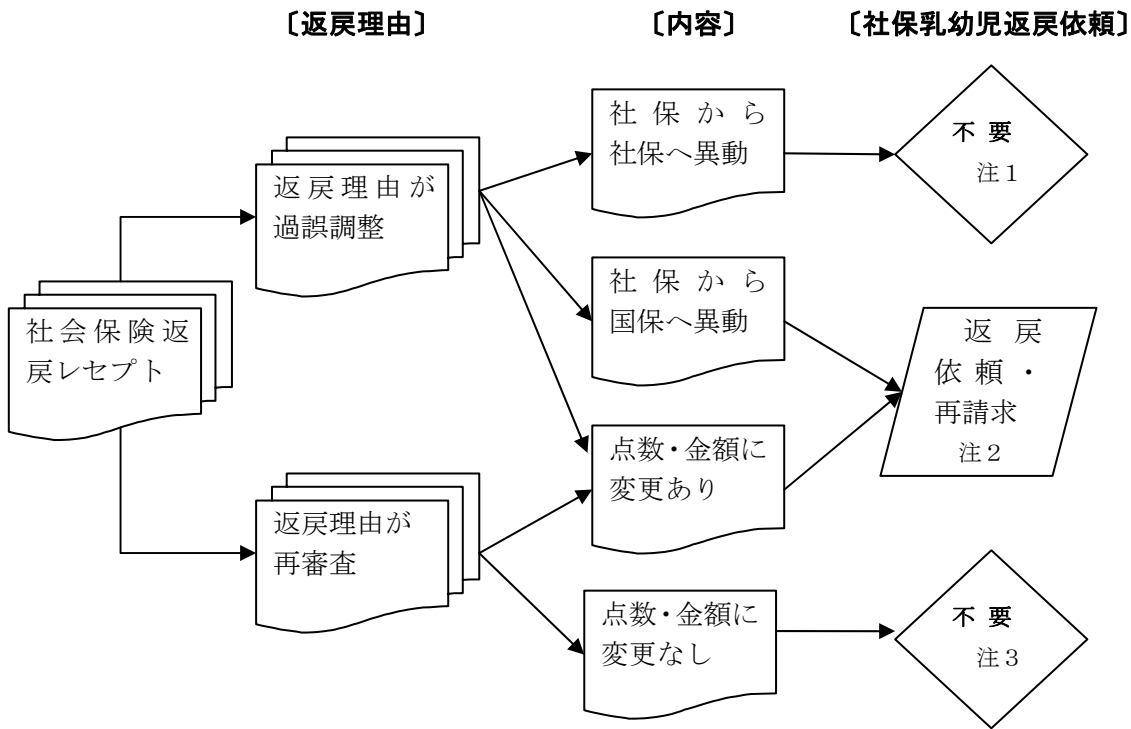 〔返戻理由〕
〔内容〕
〔社保乳幼児返戻依頼〕
社会保険返
戻レセプト
返戻理由が
過誤調整
返戻理由が
再審査
社保から
社保へ異動
社保から
国保へ異動
点数・金額に
変更あり
点数・金額に
変更なし
不要
注1
返戻
依頼・
再請求
注2
不要
注3